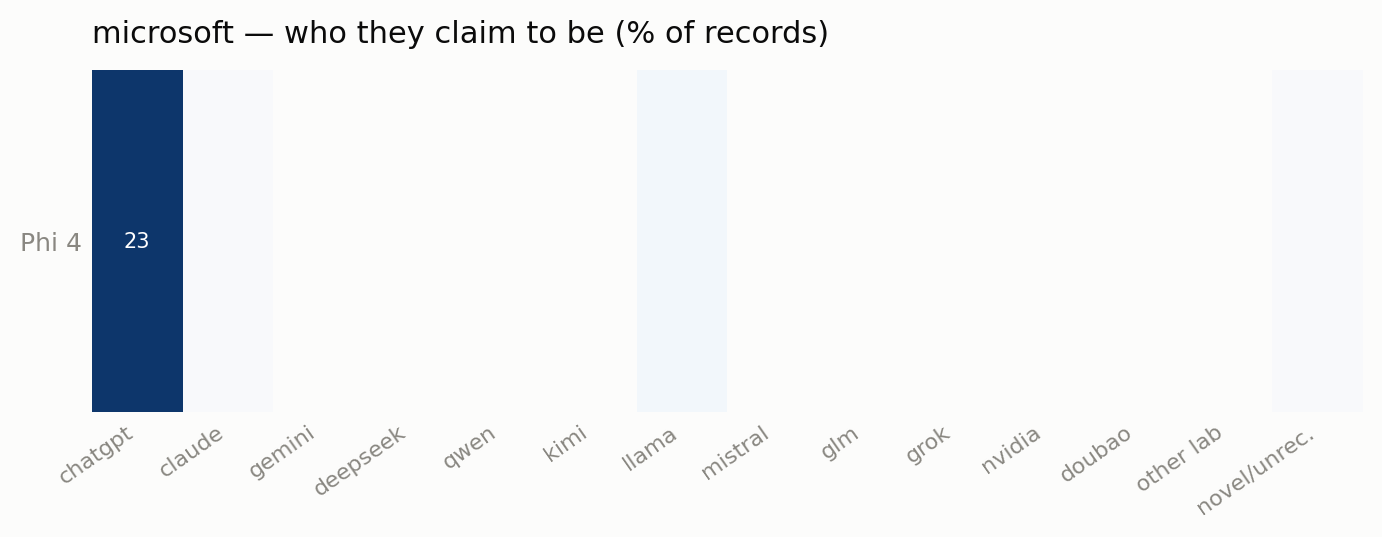 microsoft — who they claim to be (% of records)
Phi 4
23
chatgpt
claude
gemini
deepseek
qwen
kimi
llama
mistral
glm
grok
nvidia
doubao
other lab
novel/unrec.